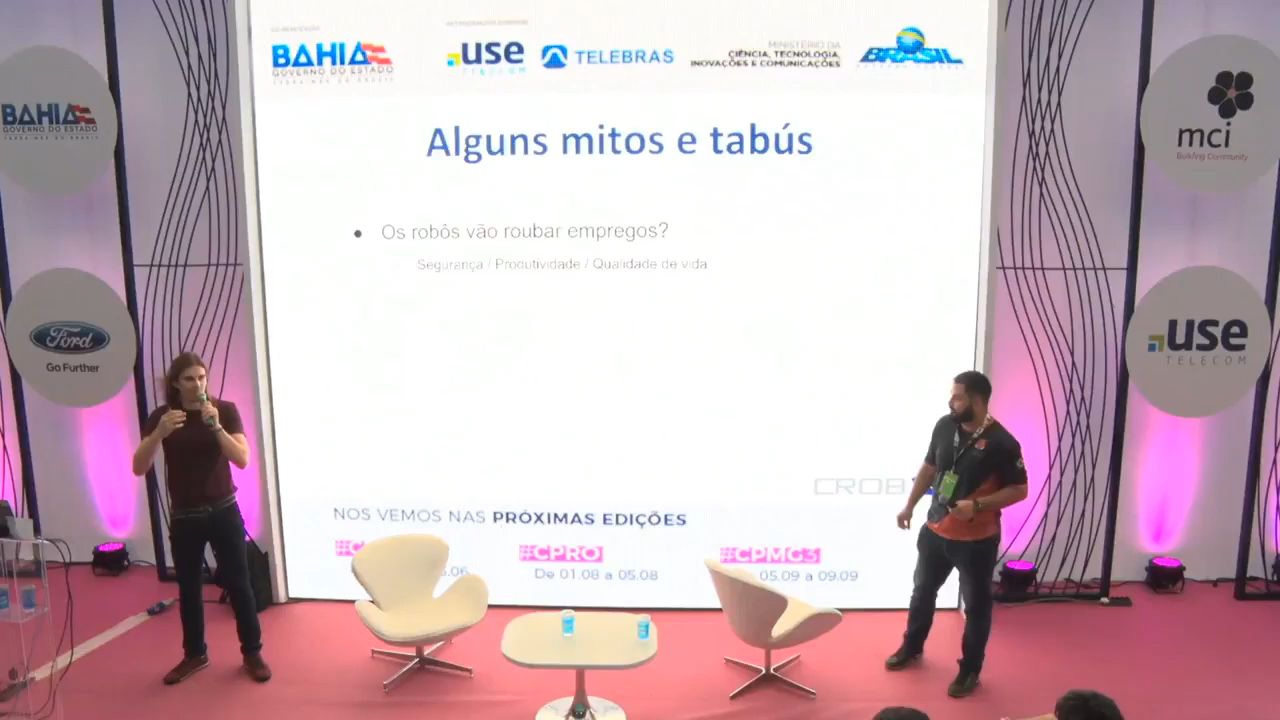 BAHIA
GOVERNO DO ESTADO
USE
TELECOM
TELEBRAS
MINISTÉRIO DA
CIÊNCIA, TECNOLOGIA,
INOVAÇÕES E COMUNICAÇÕES
BRASIL
Alguns mitos e tabús
Os robôs vão roubar empregos?
Segurança / Produtividade / Qualidade de vida
NOS VEMOS NAS PRÓXIMAS EDIÇÕES
#CPRO
De 01.08 a 05.08
#CPMG3
05.09 a 09.09
BAHIA
GOVERNO DO ESTADO
Ford
Go Further
mci
Building Community
USE
TELECOM